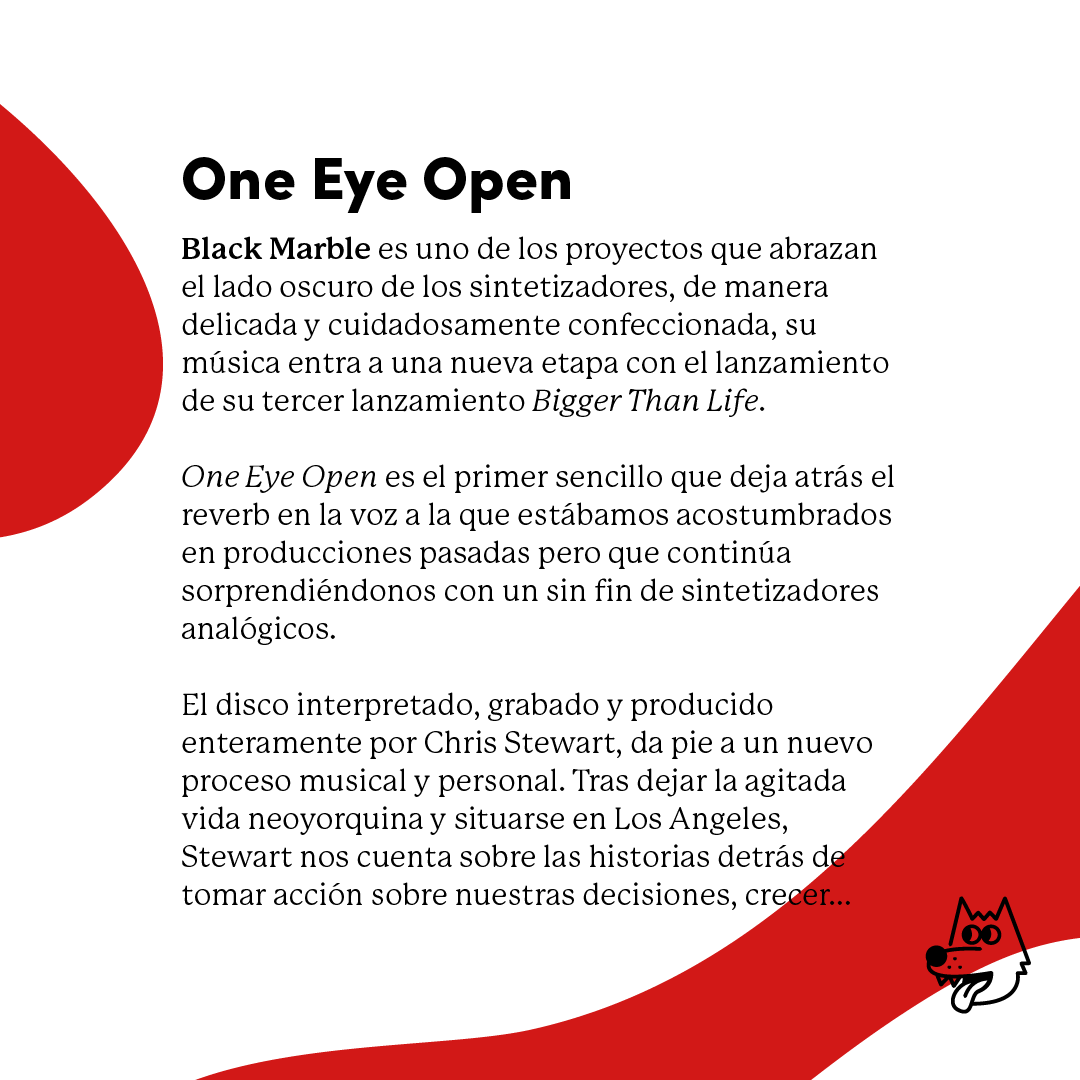 One Eye Open
Black Marble es uno de los proyectos que abrazan
el lado oscuro de los sintetizadores, de manera
delicada y cuidadosamente confeccionada, su
música entra a una nueva etapa con el lanzamiento
de su tercer lanzamiento Bigger Than Life.
One Eye Open es el primer sencillo que deja atrás el
reverb en la voz a la que estábamos acostumbrados
en producciones pasadas pero que continúa
sorprendiéndonos con un sin fin de sintetizadores
analógicos.
El disco interpretado, grabado y producido
enteramente por Chris Stewart, da pie a un nuevo
proceso musical y personal. Tras dejar la agitada
vida neoyorquina y situarse en Los Angeles,
Stewart nos cuenta sobre las historias detrás de
tomar acción sobre nuestras decisiones, crecer...